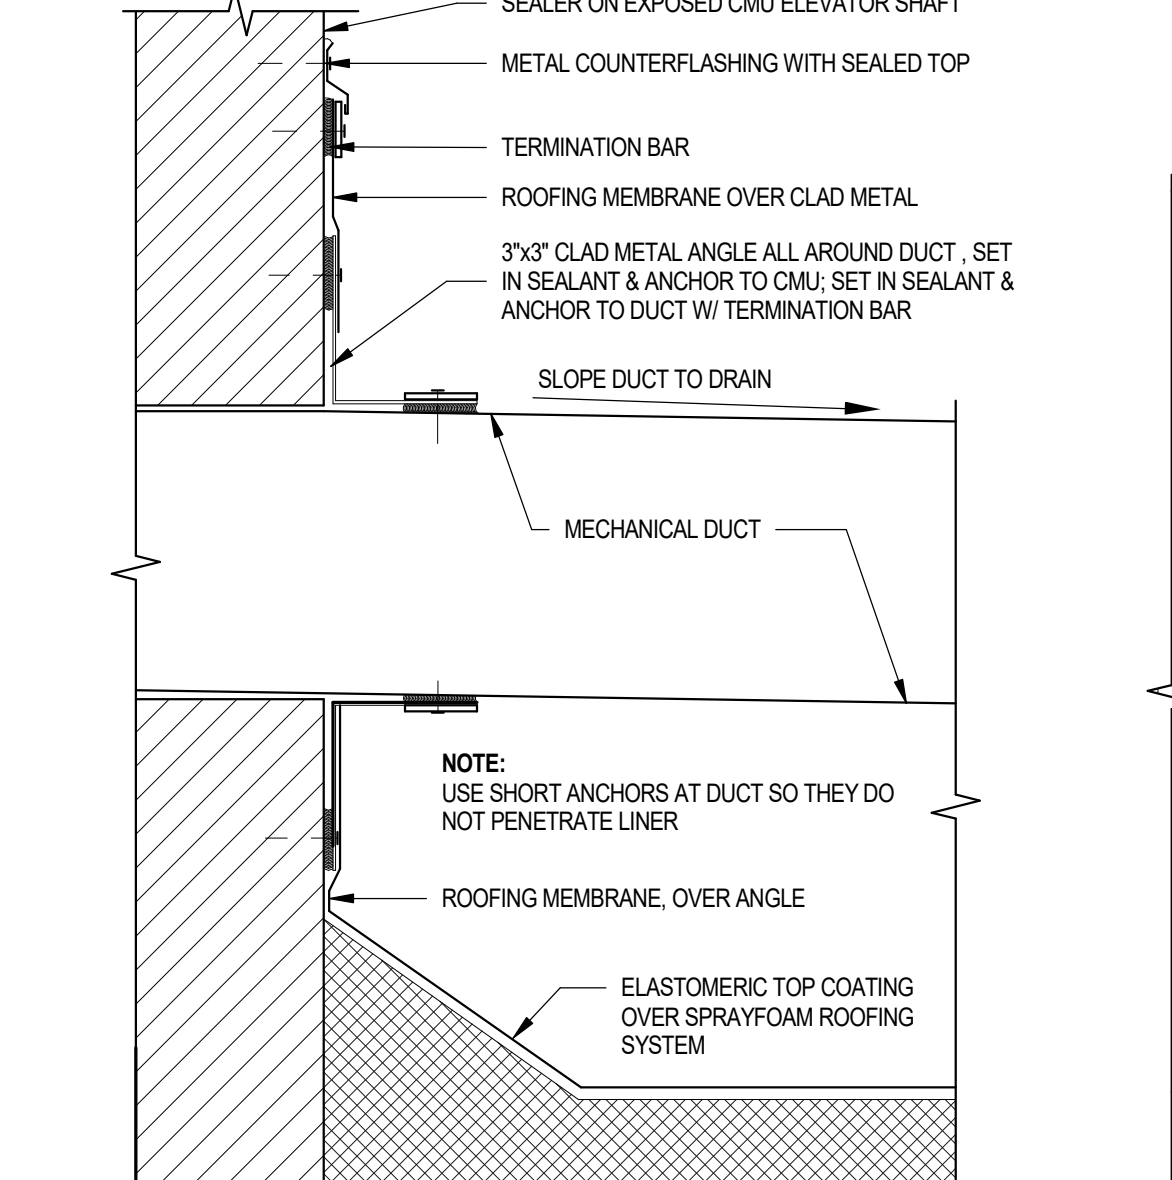 SEALER ON EXPOSED CMU ELEVATOR SHAFT
METAL COUNTERFLASHING WITH SEALED TOP
TERMINATION BAR
ROOFING MEMBRANE OVER CLAD METAL
3"x3" CLAD METAL ANGLE ALL AROUND DUCT , SET
IN SEALANT & ANCHOR TO CMU; SET IN SEALANT &
ANCHOR TO DUCT W/ TERMINATION BAR
SLOPE DUCT TO DRAIN
MECHANICAL DUCT
NOTE:
USE SHORT ANCHORS AT DUCT SO THEY DO
NOT PENETRATE LINER
ROOFING MEMBRANE, OVER ANGLE
ELASTOMERIC TOP COATING
OVER SPRAYFOAM ROOFING
SYSTEM